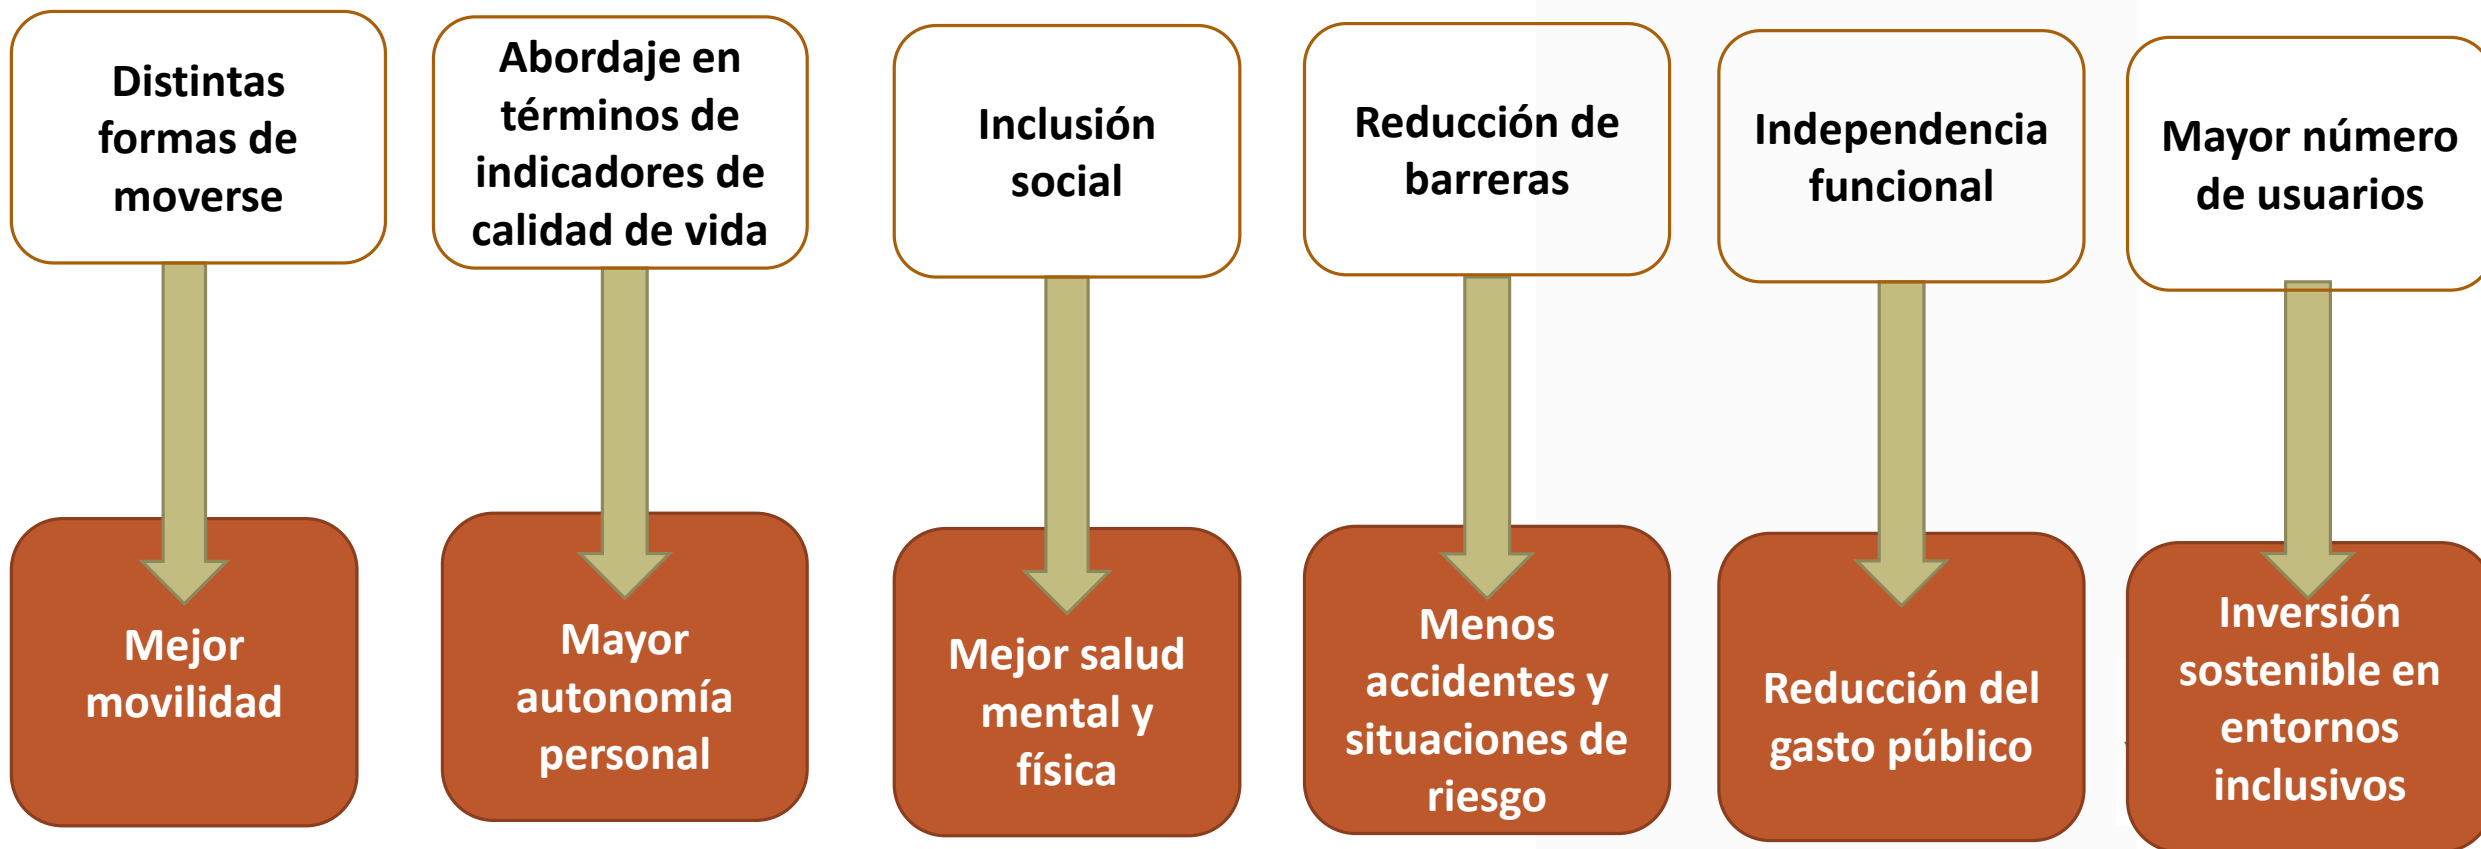 Distintas
formas de
moverse
Abordaje en
términos de
indicadores de
calidad de vida
Inclusión
social
Reducción de
barreras
Independencia
funcional
Mayor número
de usuarios
Mejor
movilidad
Mayor
autonomía
personal
Mejor salud
mental y
física
Menos
accidentes y
situaciones de
riesgo
Reducción del
gasto público
Inversión
sostenible en
entornos
inclusivos